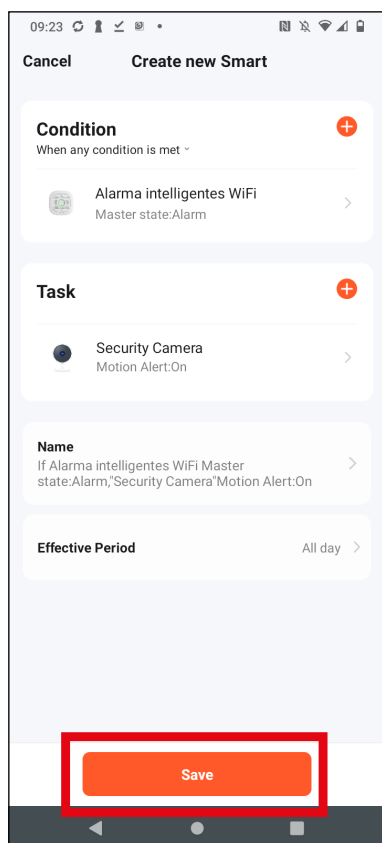 09:23
Cancel Create new Smart
Condition
When any condition is met
Alarma intelligentes WiFi
Master state:Alarm
Task
Security Camera
Motion Alert:On
Name
If Alarma intelligentes WiFi Master
state:Alarm,"Security Camera"Motion Alert:On
Effective Period All day
Save